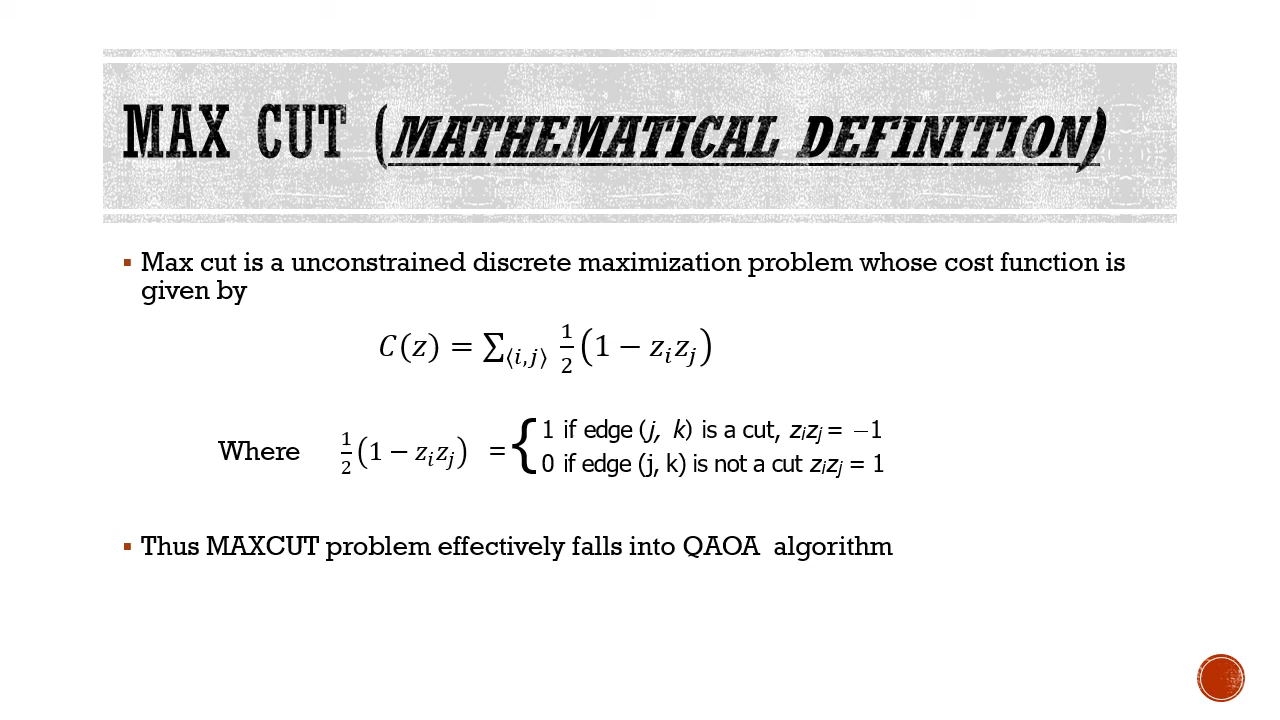 MAX CUT (MATHEMATICAL DEFINITION)
▪ Max cut is a unconstrained discrete maximization problem whose cost function is
given by
𝐶(𝑧) = ∑⟨𝑖,𝑗⟩ ½(1 − 𝑧ᵢ𝑧ⱼ)
Where ½(1 − 𝑧ᵢ𝑧ⱼ) = { 1 if edge (j, k) is a cut, zᵢzⱼ = −1
0 if edge (j, k) is not a cut zᵢzⱼ = 1
▪ Thus MAXCUT problem effectively falls into QAOA algorithm